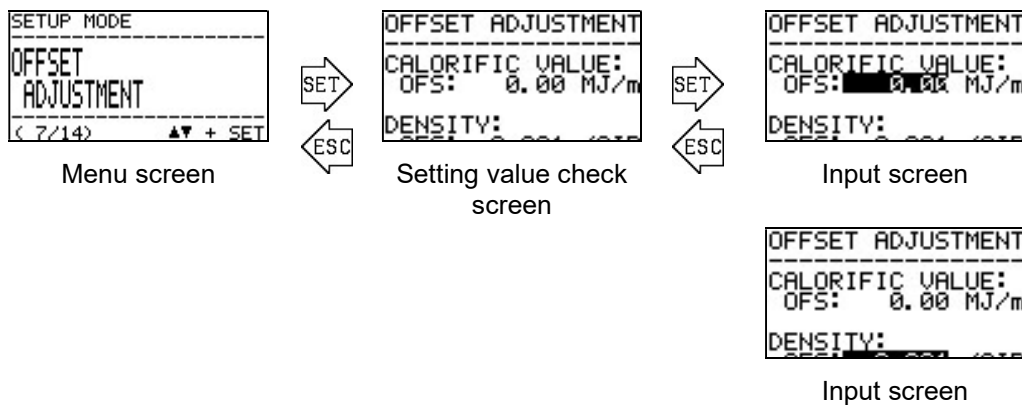 SETUP MODE
OFFSET
ADJUSTMENT
( 7/14) ▲▼ + SET
Menu screen
SET
ESC
OFFSET ADJUSTMENT
CALORIFIC VALUE:
OFS: 0.00 MJ/m
DENSITY:
Setting value check
screen
SET
ESC
OFFSET ADJUSTMENT
CALORIFIC VALUE:
OFS: 0.00 MJ/m
DENSITY:
Input screen
OFFSET ADJUSTMENT
CALORIFIC VALUE:
OFS: 0.00 MJ/m
DENSITY:
Input screen